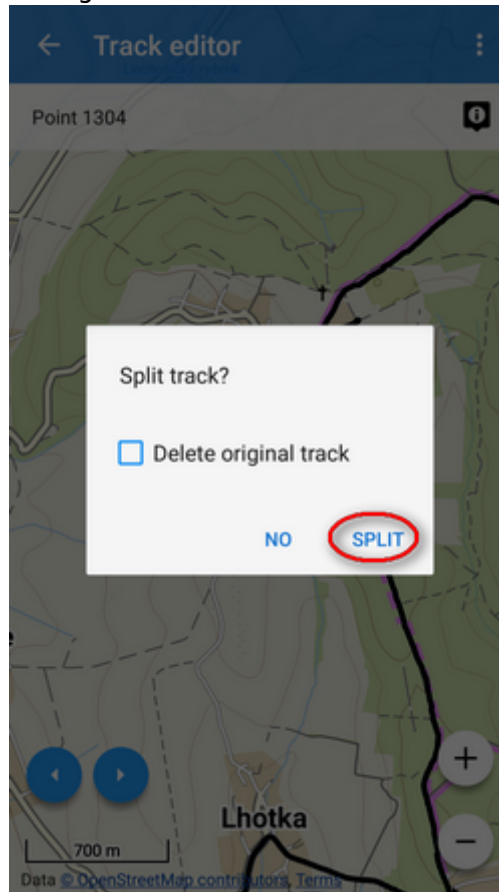 Track editor
Point 1304
Split track?
Delete original track
NO SPLIT
Lhotka
700 m
Data © OpenStreetMap contributors, Terms